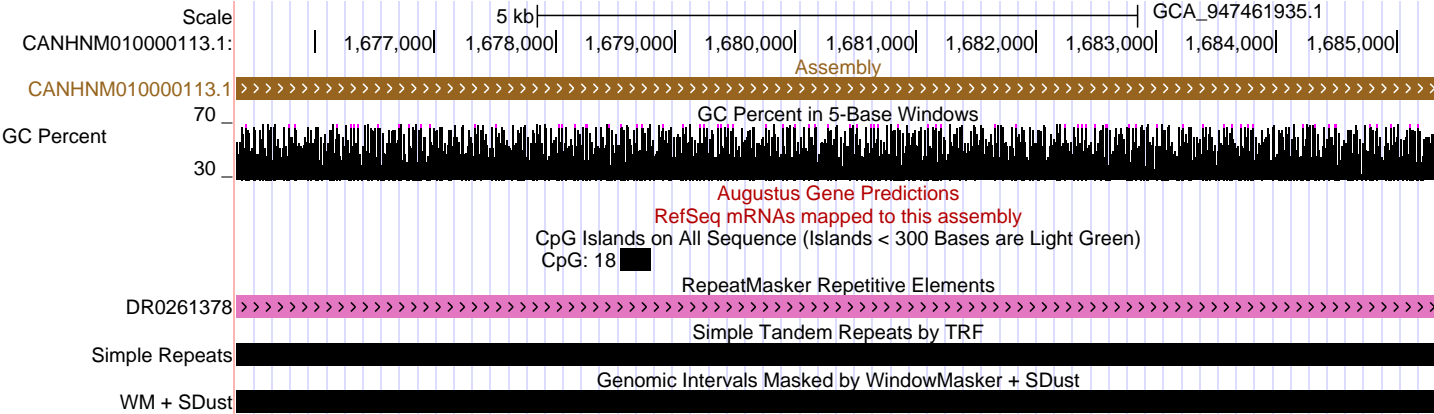 Scale 5 kb GCA_947461935.1
CANHNM010000113.1: 1,677,000 1,678,000 1,679,000 1,680,000 1,681,000 1,682,000 1,683,000 1,684,000 1,685,000
Assembly
CANHNM010000113.1
GC Percent in 5-Base Windows
70 _
GC Percent
30 _
Augustus Gene Predictions
RefSeq mRNAs mapped to this assembly
CpG Islands on All Sequence (Islands < 300 Bases are Light Green)
CpG: 18
RepeatMasker Repetitive Elements
DR0261378
Simple Tandem Repeats by TRF
Simple Repeats
Genomic Intervals Masked by WindowMasker + SDust
WM + SDust